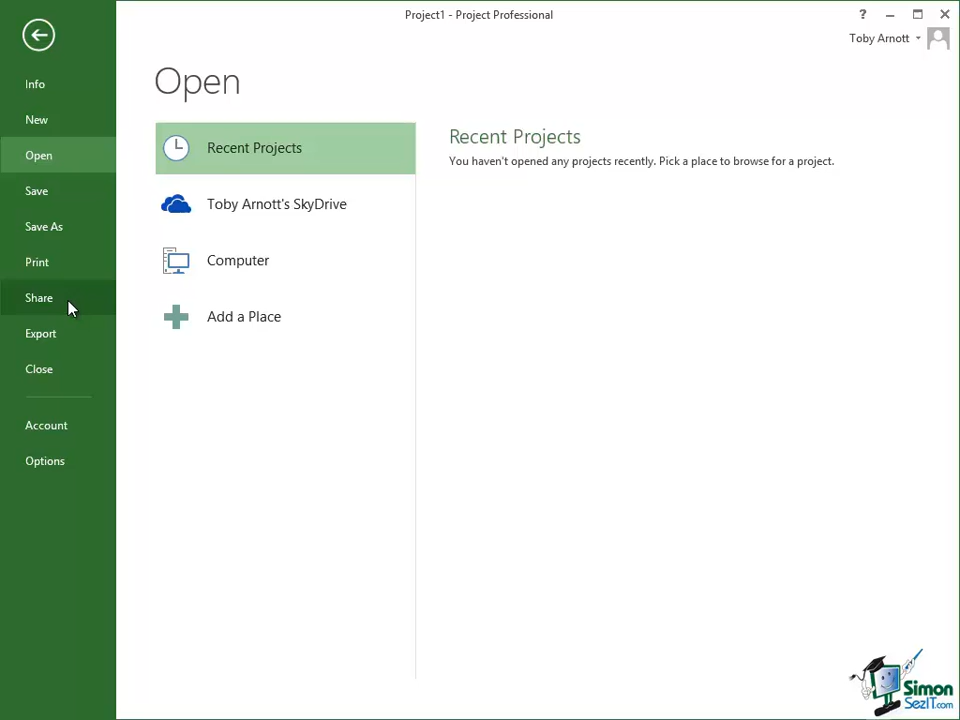 Project1 - Project Professional
?
Toby Arnott
Info
New
Open
Save
Save As
Print
Share
Export
Close
Account
Options
Open
Recent Projects
Toby Arnott's SkyDrive
Computer
Add a Place
Recent Projects
You haven't opened any projects recently. Pick a place to browse for a project.
Simon
SezIT.com